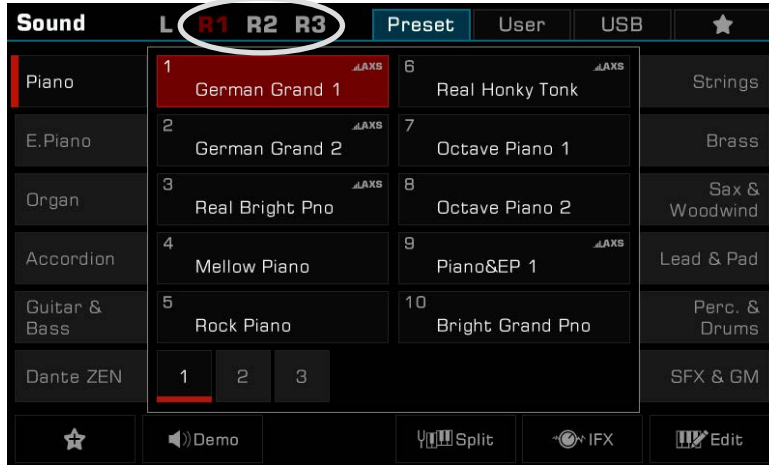 Sound L R1 R2 R3 Preset User USB
Piano
E.Piano
Organ
Accordion
Guitar &
Bass
Dante ZEN
1 AXS
German Grand 1
2 AXS
German Grand 2
3 AXS
Real Bright Pno
4
Mellow Piano
5
Rock Piano
6 AXS
Real Honky Tonk
7
Octave Piano 1
8
Octave Piano 2
9 AXS
Piano&EP 1
10
Bright Grand Pno
1 2 3
Strings
Brass
Sax &
Woodwind
Lead & Pad
Perc. &
Drums
SFX & GM
Demo Split IFX Edit